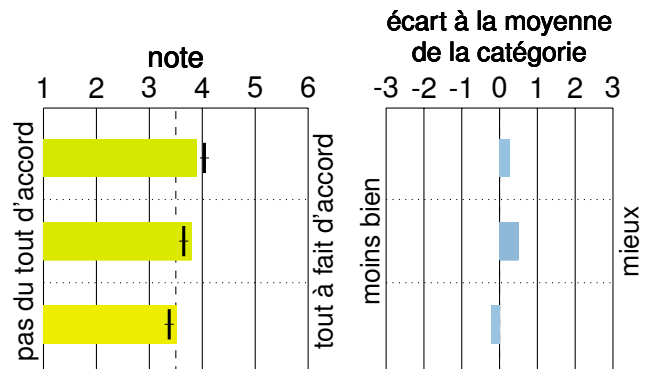 note
1 2 3 4 5 6
pas du tout d'accord
tout à fait d'accord
écart à la moyenne
de la catégorie
-3 -2 -1 0 1 2 3
moins bien
mieux